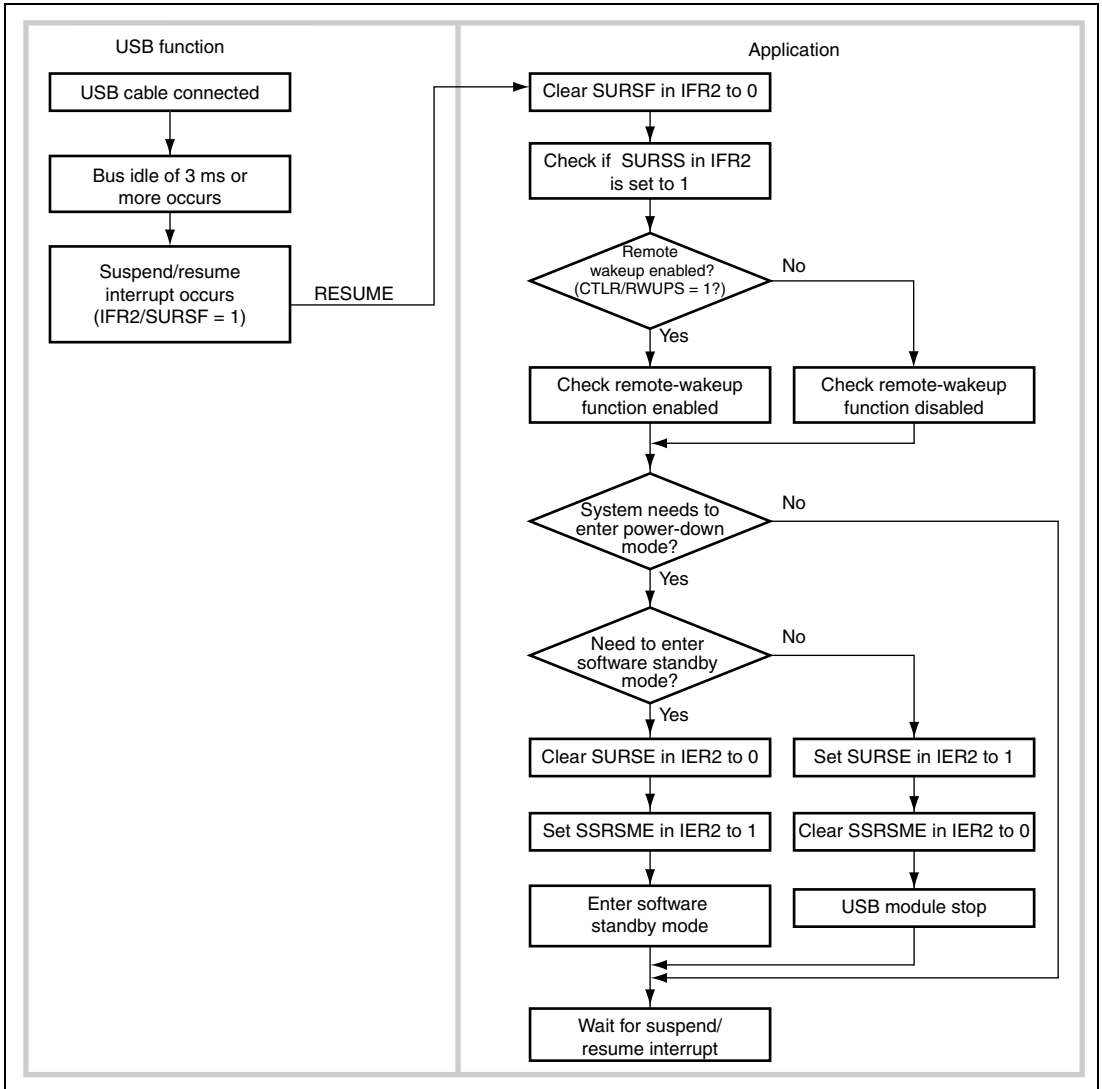 USB function
USB cable connected
Bus idle of 3 ms or
more occurs
Suspend/resume
interrupt occurs
(IFR2/SURSF = 1)
RESUME
Application
Clear SURSF in IFR2 to 0
Check if SURSS in IFR2
is set to 1
Remote
wakeup enabled?
(CTLR/RWUPS = 1?)
No
Yes
Check remote-wakeup
function enabled
Check remote-wakeup
function disabled
System needs to
enter power-down
mode?
No
Yes
Need to enter
software standby
mode?
No
Yes
Clear SURSE in IER2 to 0
Set SURSE in IER2 to 1
Set SSRSME in IER2 to 1
Clear SSRSME in IER2 to 0
Enter software
standby mode
USB module stop
Wait for suspend/
resume interrupt